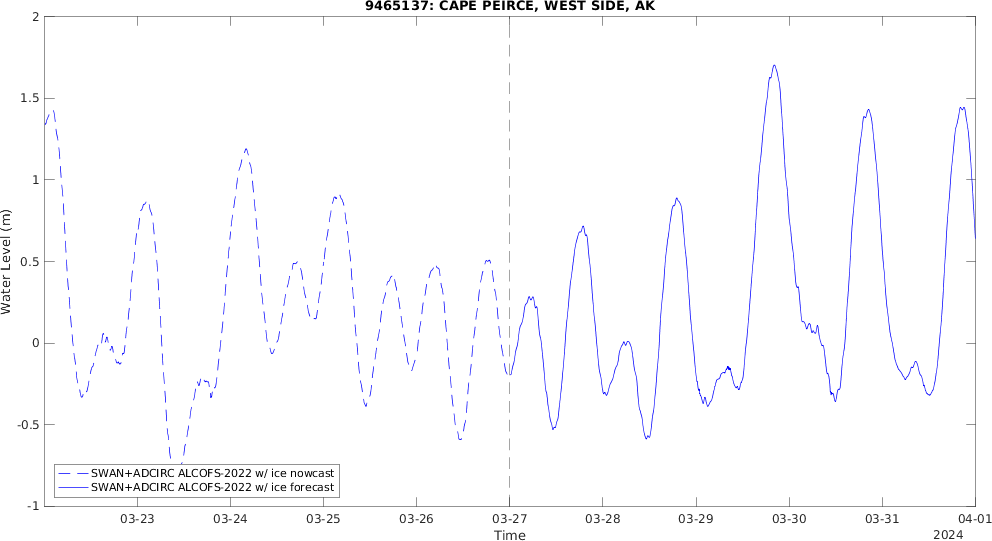 9465137: CAPE PEIRCE, WEST SIDE, AK
Water Level (m)
2
1.5
1
0.5
0
-0.5
-1
SWAN+ADCIRC ALCOFS-2022 w/ ice nowcast
SWAN+ADCIRC ALCOFS-2022 w/ ice forecast
03-23 03-24 03-25 03-26 03-27 03-28 03-29 03-30 03-31 04-01
Time
2024